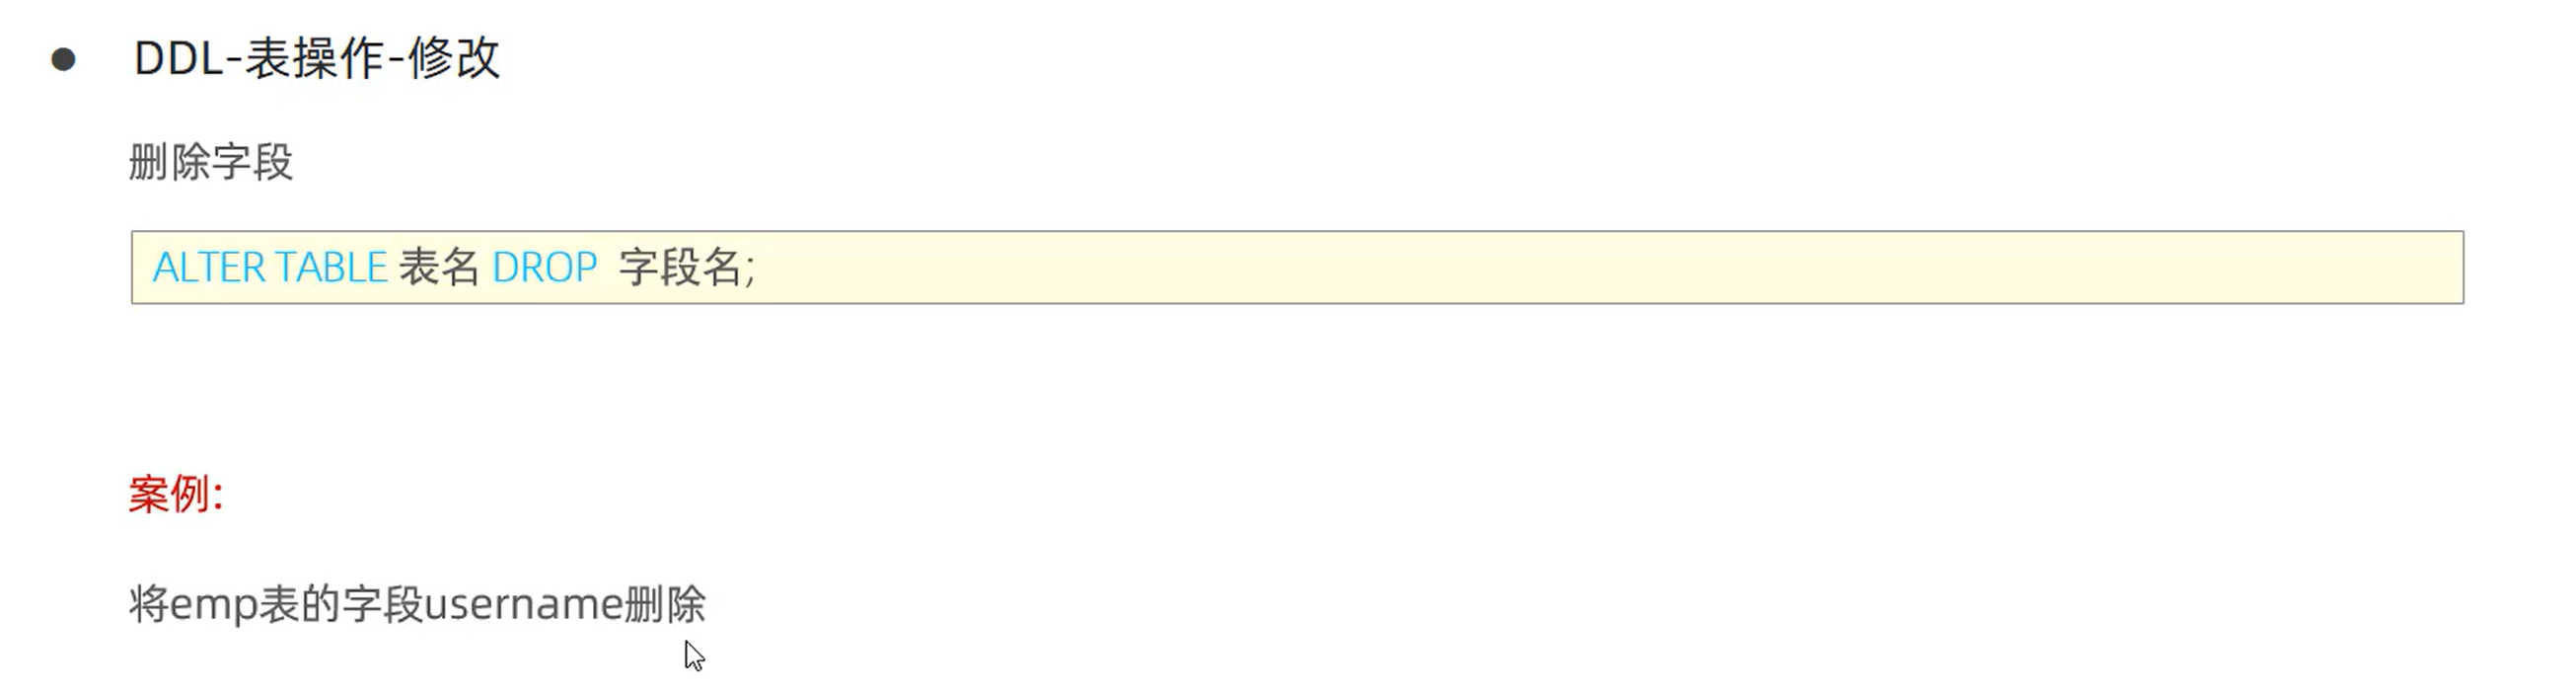 DDL-表操作-修改
删除字段
ALTER TABLE 表名 DROP 字段名;
案例:
将emp表的字段username删除